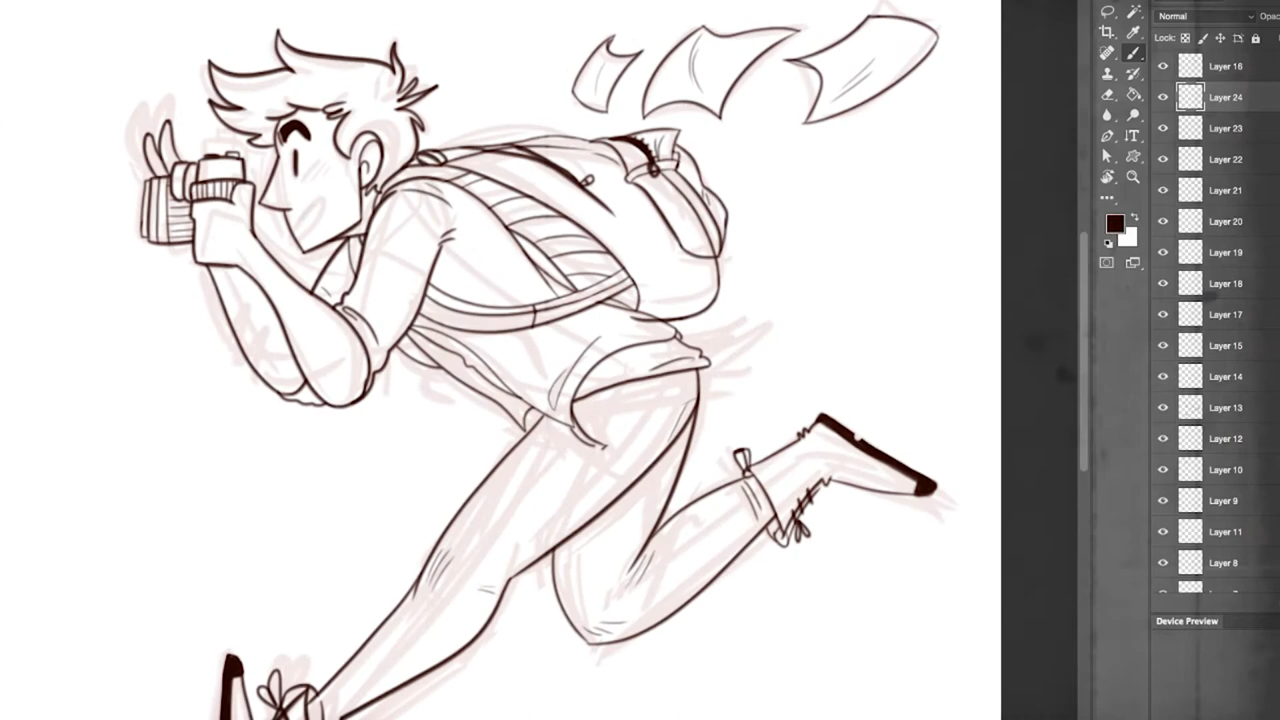 Normal
Opac
Lock:
Layer 16
Layer 24
Layer 23
Layer 22
Layer 21
Layer 20
Layer 19
Layer 18
Layer 17
Layer 15
Layer 14
Layer 13
Layer 12
Layer 10
Layer 9
Layer 11
Layer 8
Device Preview